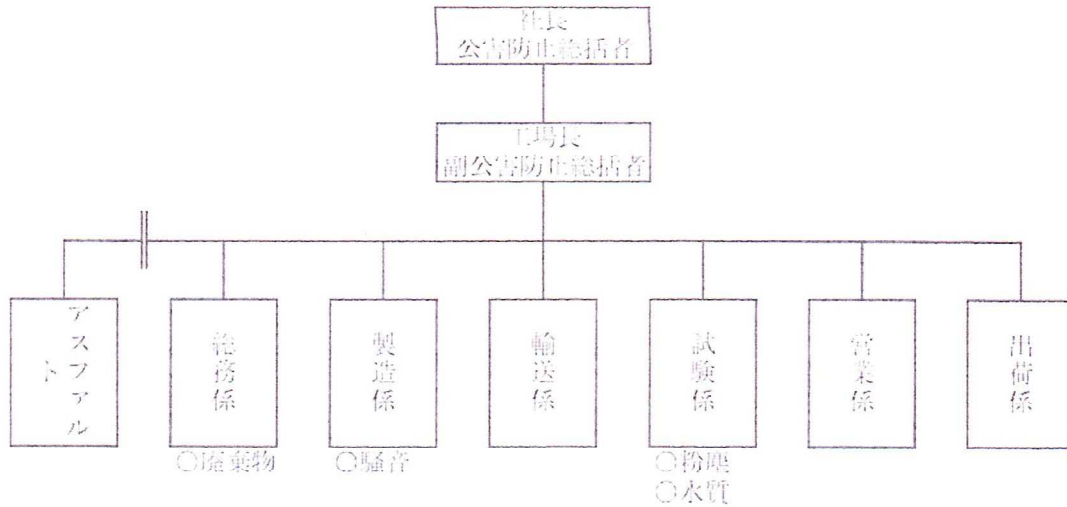 社長
公害防止総括者
工場長
副公害防止総括者
アスファルト
総務係
製造係
輸送係
試験係
営業係
出荷係
○廃棄物
○騒音
○粉塵
○水質